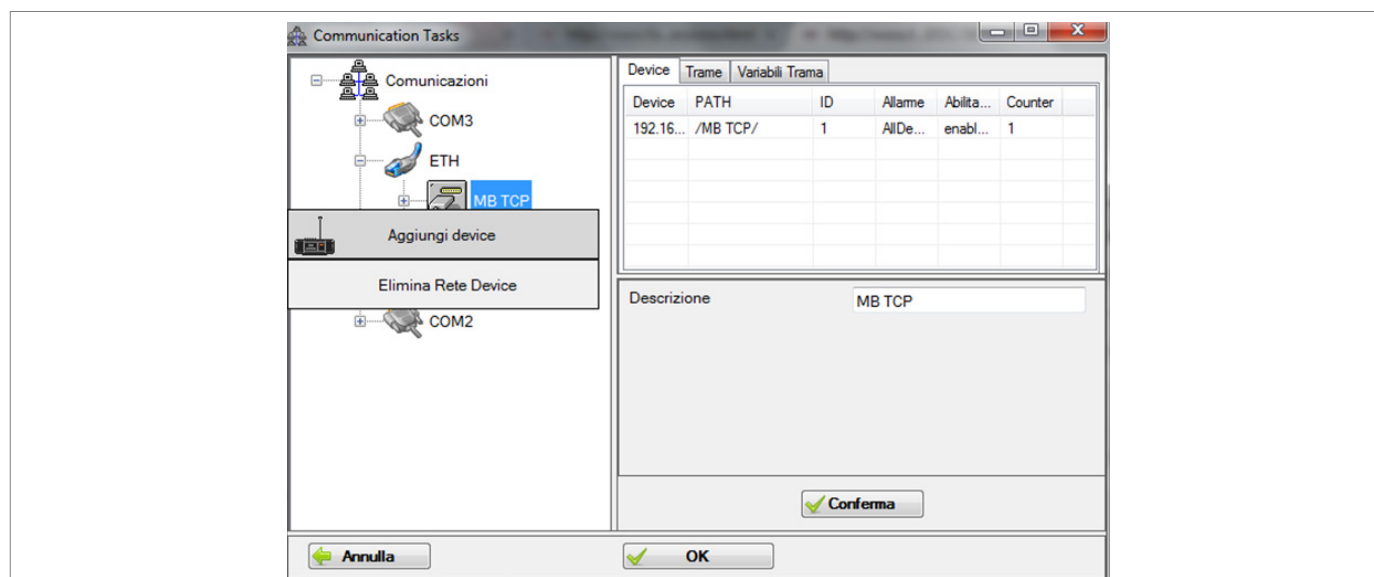 Communication Tasks
Comunicazioni
COM3
ETH
MB TCP
Aggiungi device
Elimina Rete Device
COM2
Device Trame Variabili Trama
Device PATH ID Allarme Abilita... Counter
192.16... /MB TCP/ 1 AllDe... enabl... 1
Descrizione MB TCP
Conferma
Annulla OK